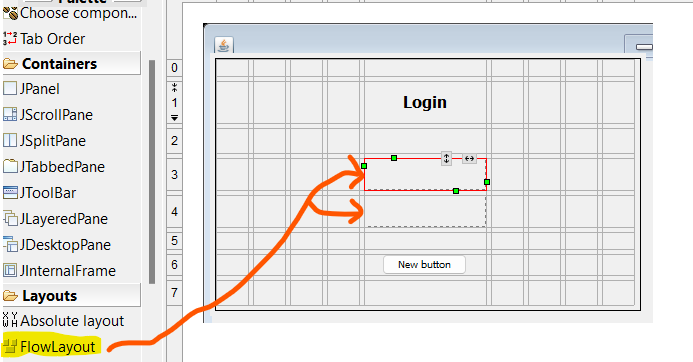 Palette
Choose compon...
Tab Order
Containers
JPanel
JScrollPane
JSplitPane
JTabbedPane
JToolBar
JLayeredPane
JDesktopPane
JInternalFrame
Layouts
Absolute layout
FlowLayout
0
1
2
3
4
5
6
7
Login
New button